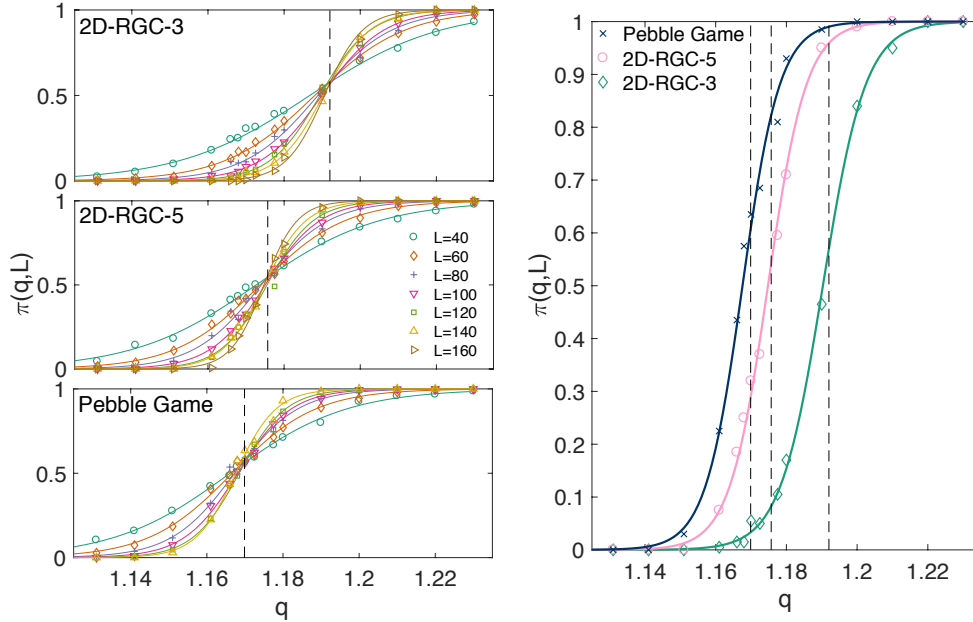 2D-RGC-3
1
0.5
0
2D-RGC-5
1
0.5
0
L=40
L=60
L=80
L=100
L=120
L=140
L=160
π(q,L)
Pebble Game
1
0.5
0
1.14
1.16
1.18
1.2
1.22
q
Pebble Game
2D-RGC-5
2D-RGC-3
1
0.9
0.8
0.7
0.6
0.5
0.4
0.3
0.2
0.1
0
π(q,L)
1.14
1.16
1.18
1.2
1.22
q